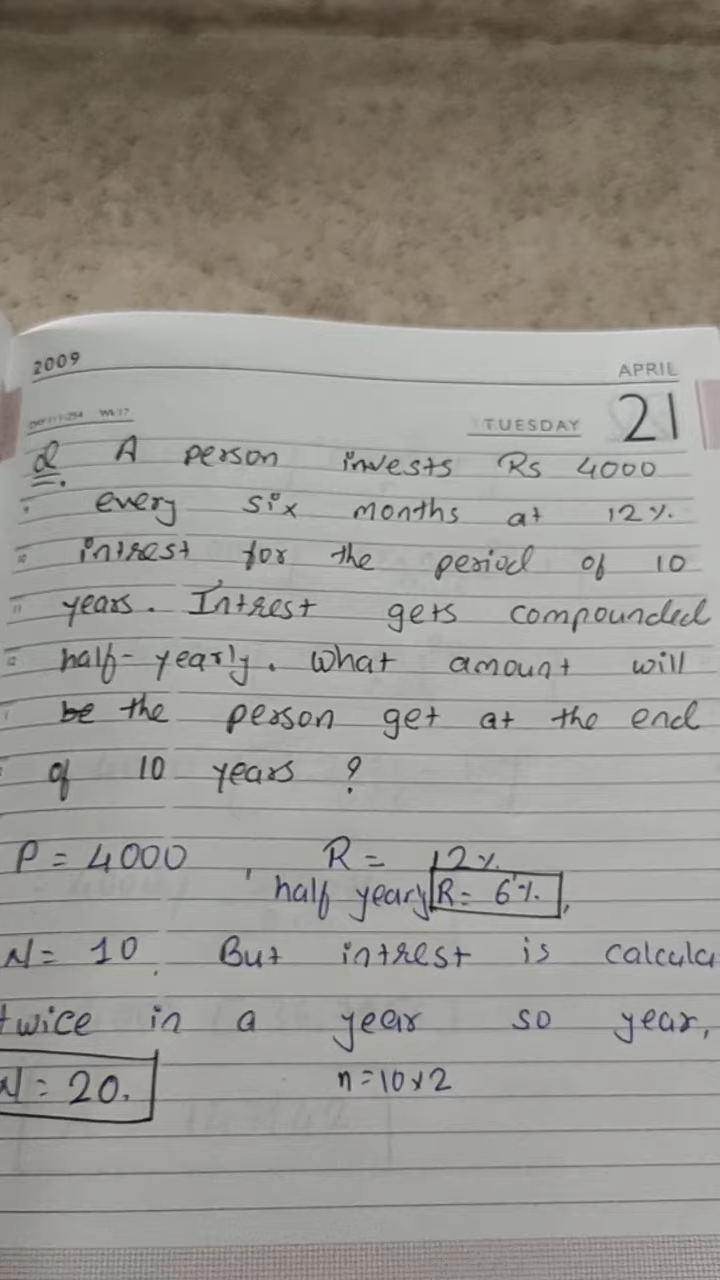 2009
APRIL
TUESDAY 21
Q. A person invests Rs 4000
every six months at 12%.
intrest for the period of 10
years. Intrest gets compounded
half-yearly. What amount will
be the person get at the end
of 10 years ?
P = 4000 , R = 12%.
half yeary R = 6%.,
N = 10. But intrest is calcula
twice in a year so year,
N = 20. n = 10 x 2